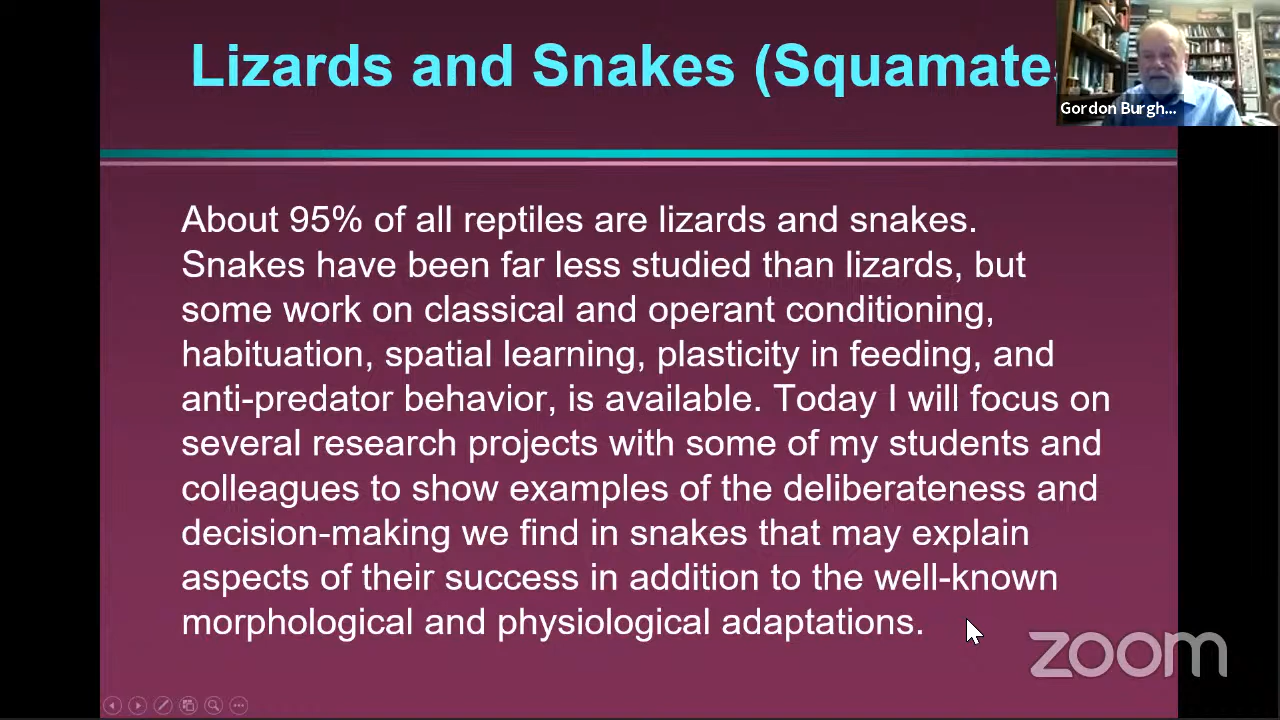 Lizards and Snakes (Squamates
Gordon Burgh...
About 95% of all reptiles are lizards and snakes.
Snakes have been far less studied than lizards, but
some work on classical and operant conditioning,
habituation, spatial learning, plasticity in feeding, and
anti-predator behavior, is available. Today I will focus on
several research projects with some of my students and
colleagues to show examples of the deliberateness and
decision-making we find in snakes that may explain
aspects of their success in addition to the well-known
morphological and physiological adaptations.
zoom